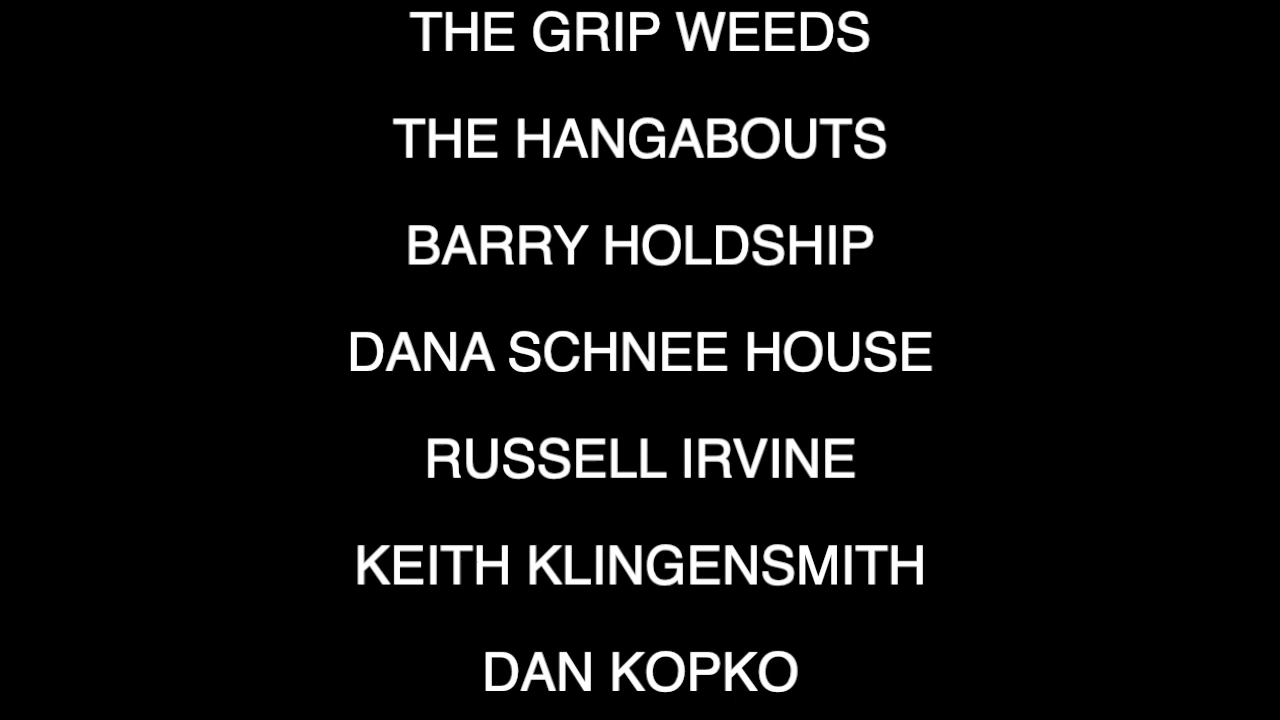 THE GRIP WEEDS
THE HANGABOUTS
BARRY HOLDSHIP
DANA SCHNEE HOUSE
RUSSELL IRVINE
KEITH KLINGENSMITH
DAN KOPKO